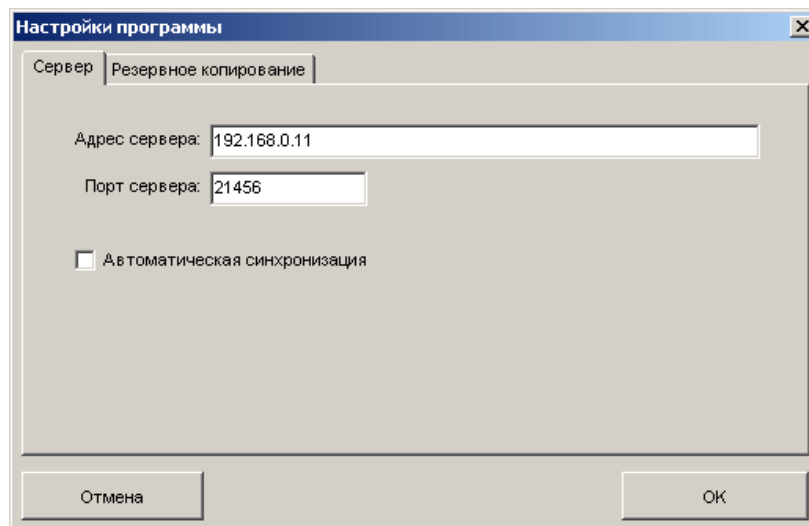 Настройки программы
Сервер Резервное копирование
Адрес сервера: 192.168.0.11
Порт сервера: 21456
Автоматическая синхронизация
Отмена OK